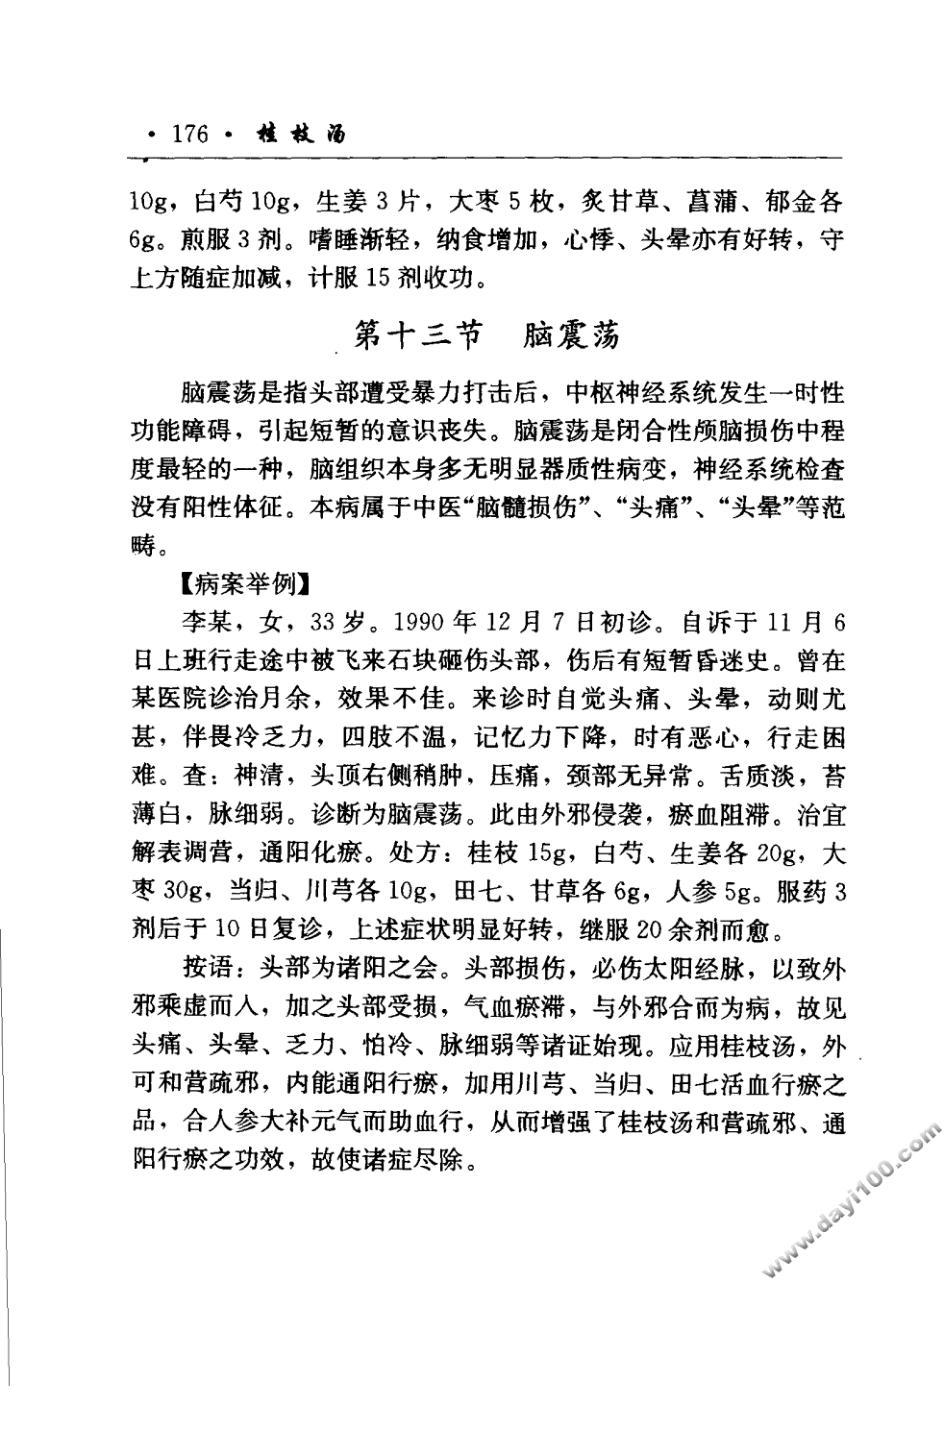 ·176· 桂枝汤
10g，白芍 10g，生姜 3 片，大枣 5 枚，炙甘草、菖蒲、郁金各
6g。煎服 3 剂。嗜睡渐轻，纳食增加，心悸、头晕亦有好转，守
上方随症加减，计服 15 剂收功。
第十三节 脑震荡
脑震荡是指头部遭受暴力打击后，中枢神经系统发生一时性
功能障碍，引起短暂的意识丧失。脑震荡是闭合性颅脑损伤中程
度最轻的一种，脑组织本身多无明显器质性病变，神经系统检查
没有阳性体征。本病属于中医“脑髓损伤”、“头痛”、“头晕”等范
畴。
【病案举例】
李某，女，33 岁。1990 年 12 月 7 日初诊。自诉于 11 月 6
日上班行走途中被飞来石块砸伤头部，伤后有短暂昏迷史。曾在
某医院诊治月余，效果不佳。来诊时自觉头痛、头晕，动则尤
甚，伴畏冷乏力，四肢不温，记忆力下降，时有恶心，行走困
难。查：神清，头顶右侧稍肿，压痛，颈部无异常。舌质淡，苔
薄白，脉细弱。诊断为脑震荡。此由外邪侵袭，瘀血阻滞。治宜
解表调营，通阳化瘀。处方：桂枝 15g，白芍、生姜各 20g，大
枣 30g，当归、川芎各 10g，田七、甘草各 6g，人参 5g。服药 3
剂后于 10 日复诊，上述症状明显好转，继服 20 余剂而愈。
按语：头部为诸阳之会。头部损伤，必伤太阳经脉，以致外
邪乘虚而入，加之头部受损，气血瘀滞，与外邪合而为病，故见
头痛、头晕、乏力、怕冷、脉细弱等诸证始现。应用桂枝汤，外
可和营疏邪，内能通阳行瘀，加用川芎、当归、田七活血行瘀之
品，合人参大补元气而助血行，从而增强了桂枝汤和营疏邪、通
阳行瘀之功效，故使诸症尽除。
www.dayi100.com